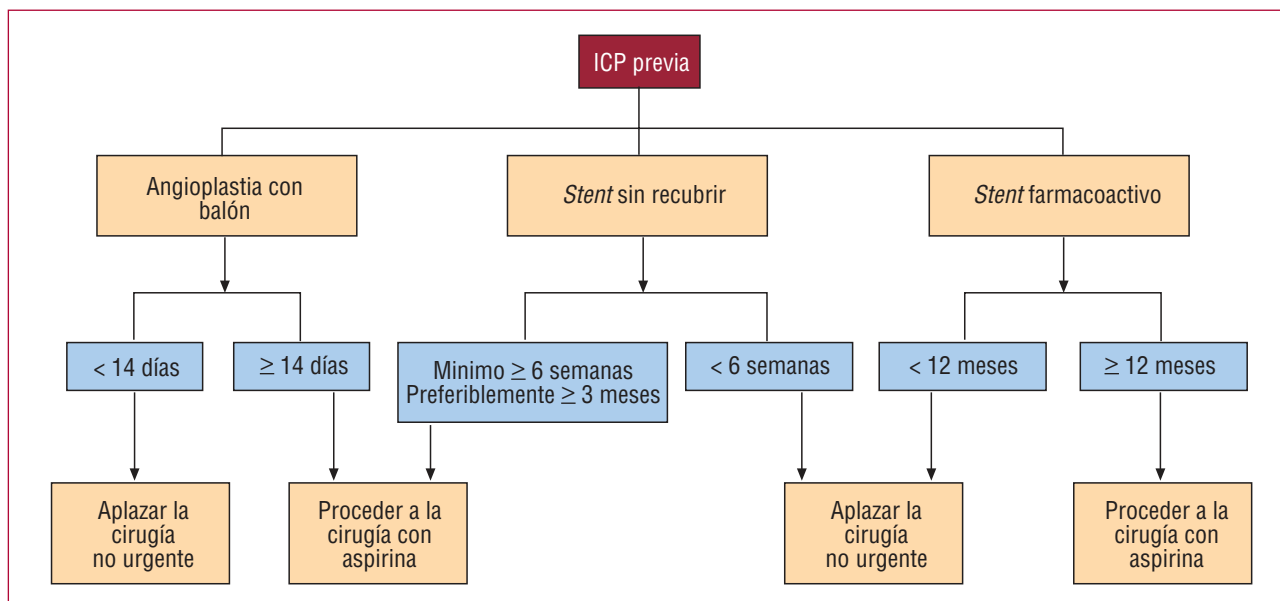 ICP previa
Angioplastia con
balón
Stent sin recubrir
Stent farmacoactivo
< 14 días
≥ 14 días
Minimo ≥ 6 semanas
Preferiblemente ≥ 3 meses
< 6 semanas
< 12 meses
≥ 12 meses
Aplazar la
cirugía
no urgente
Proceder a la
cirugía con
aspirina
Aplazar la
cirugía
no urgente
Proceder a la
cirugía con
aspirina